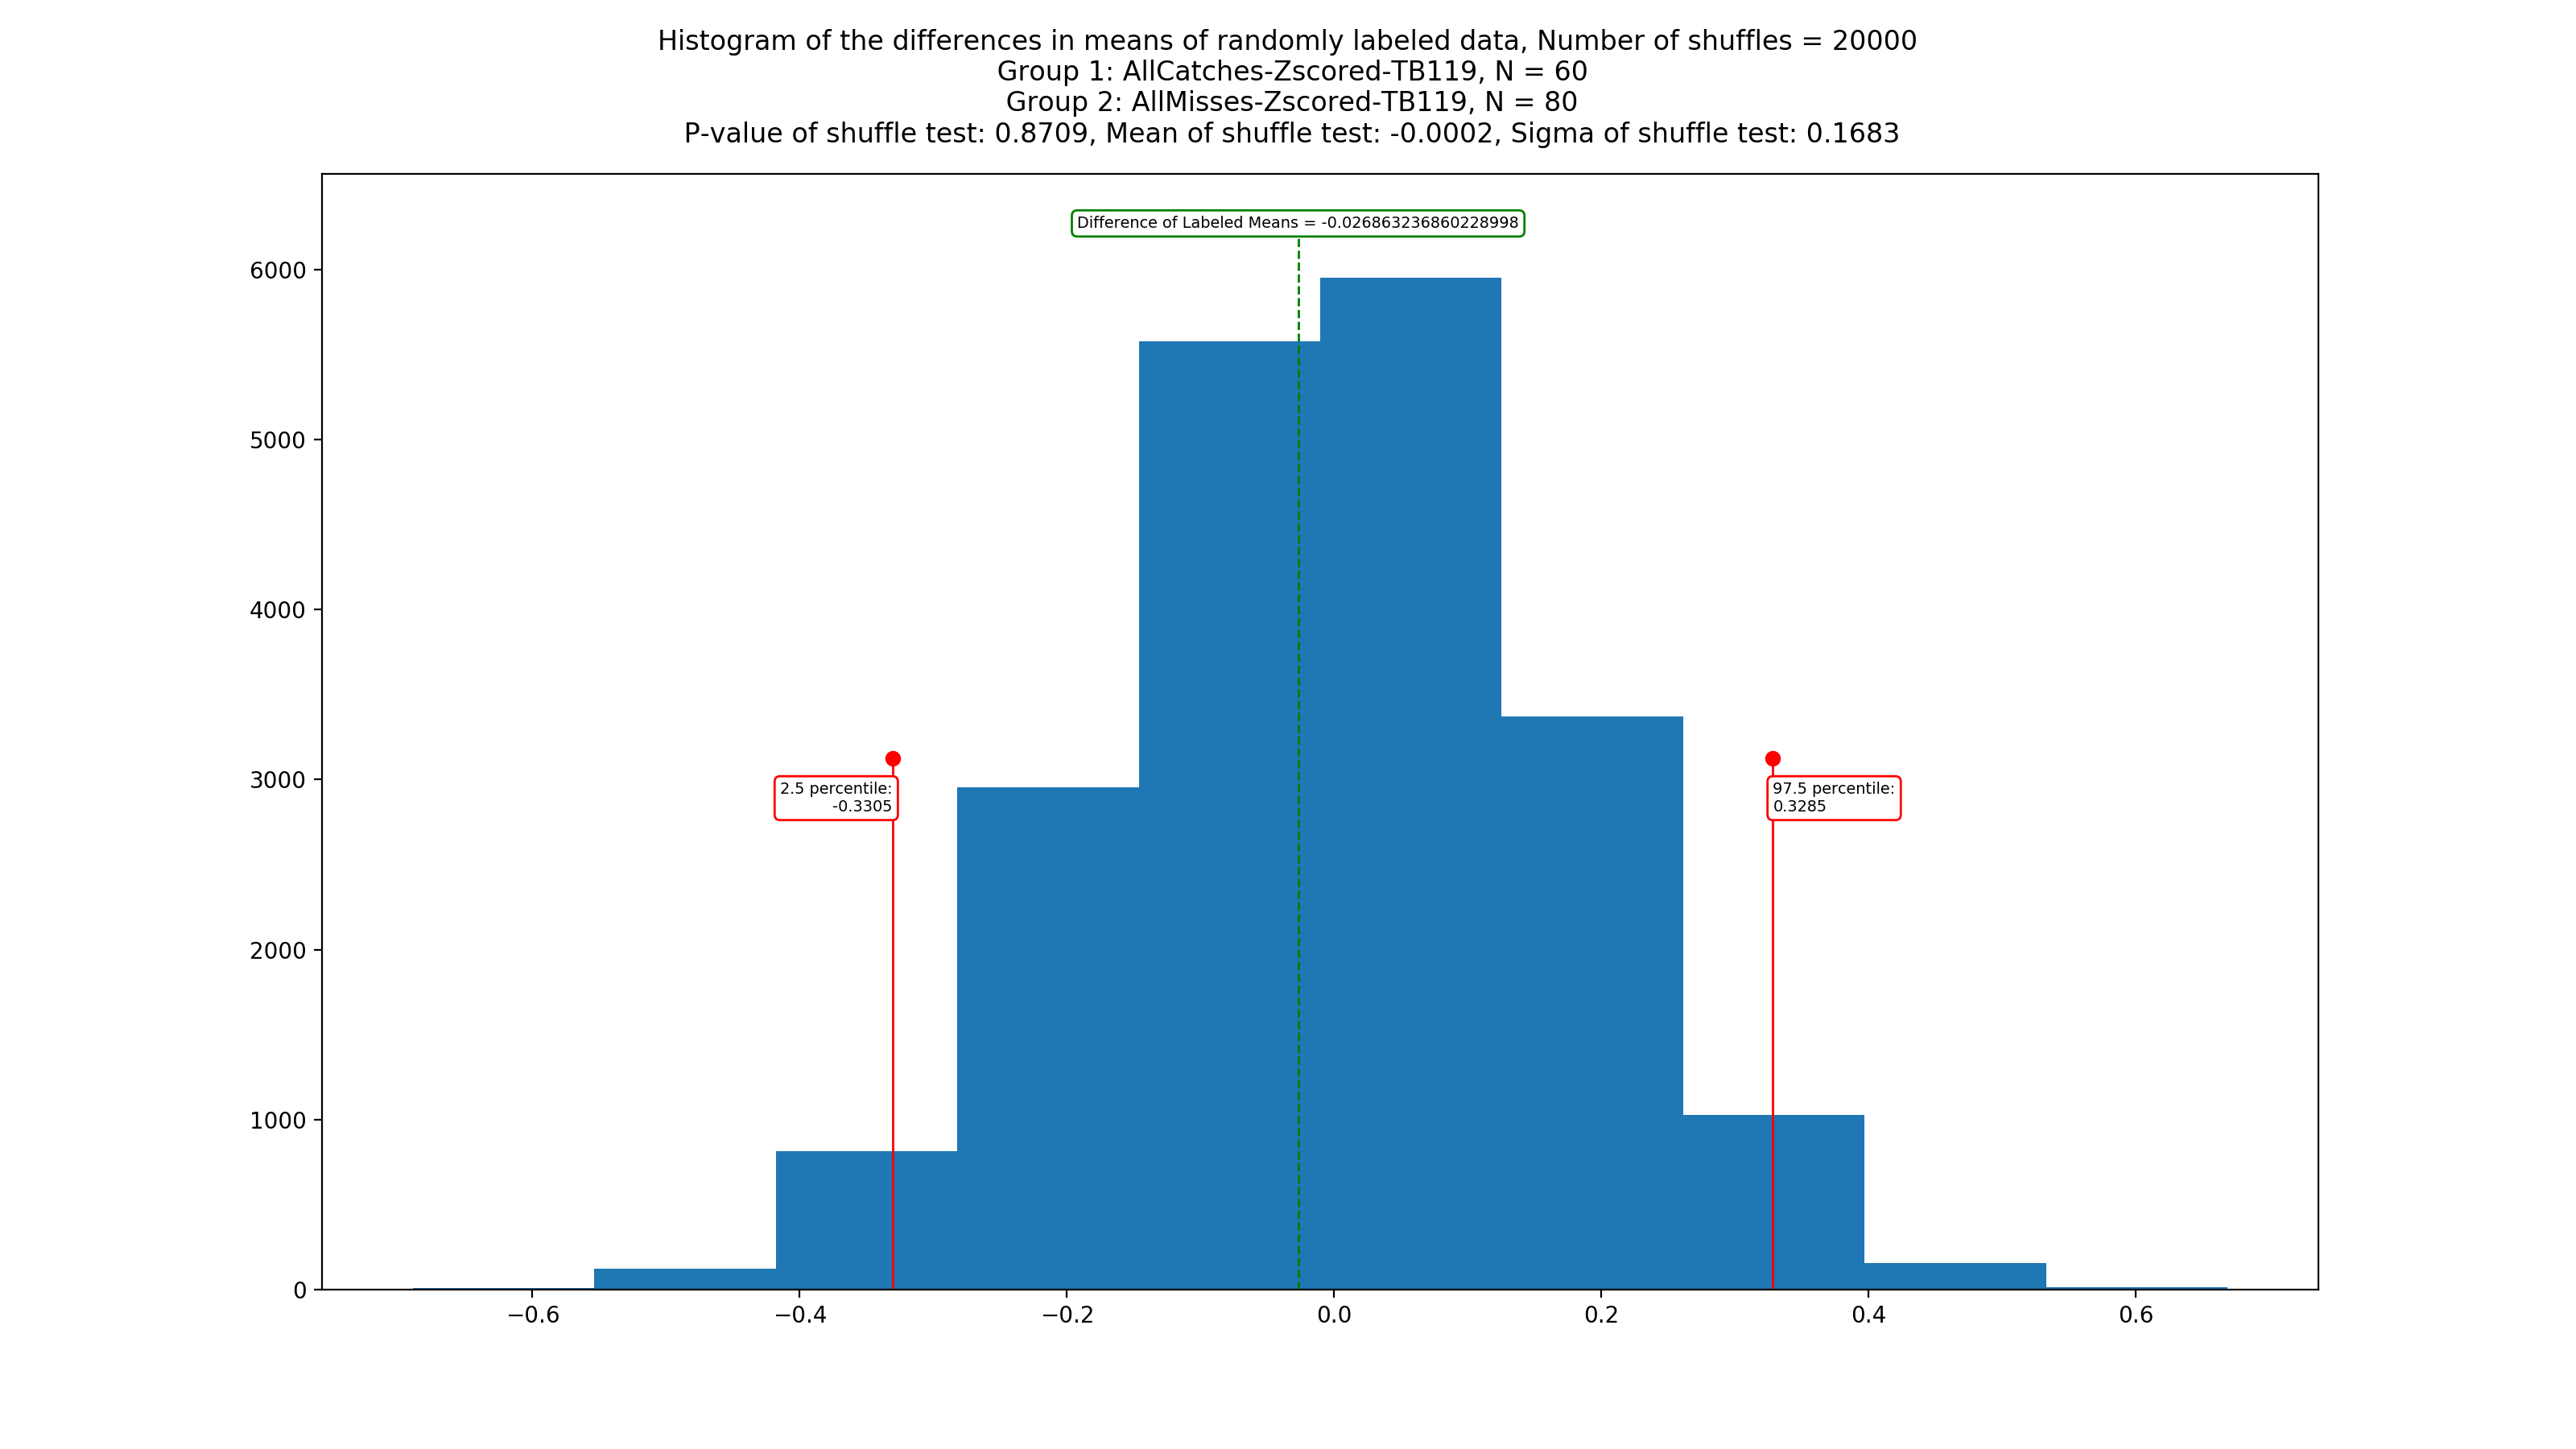 Histogram of the differences in means of randomly labeled data, Number of shuffles = 20000
Group 1: AllCatches-Zscored-TB119, N = 60
Group 2: AllMisses-Zscored-TB119, N = 80
P-value of shuffle test: 0.8709, Mean of shuffle test: -0.0002, Sigma of shuffle test: 0.1683
Difference of Labeled Means = -0.026863236860228998
6000
5000
4000
3000
2.5 percentile:
-0.3305
97.5 percentile:
0.3285
2000
1000
0
−0.6
−0.4
−0.2
0.0
0.2
0.4
0.6